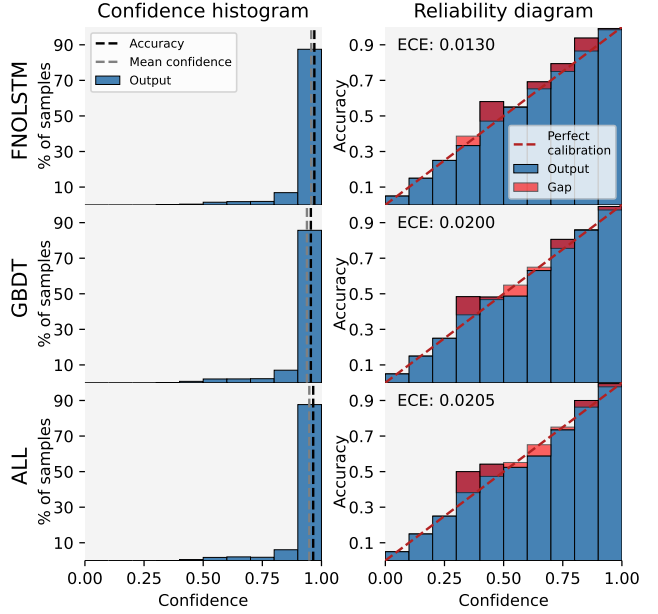 Confidence histogram
Reliability diagram
FNOLSTM
% of samples
90
70
50
30
10
Accuracy
Mean confidence
Output
Accuracy
0.9
0.7
0.5
0.3
0.1
ECE: 0.0130
Perfect
calibration
Output
Gap
GBDT
% of samples
90
70
50
30
10
Accuracy
0.9
0.7
0.5
0.3
0.1
ECE: 0.0200
ALL
% of samples
90
70
50
30
10
0.00 0.25 0.50 0.75 1.00
Confidence
Accuracy
0.9
0.7
0.5
0.3
0.1
ECE: 0.0205
0.00 0.25 0.50 0.75 1.00
Confidence